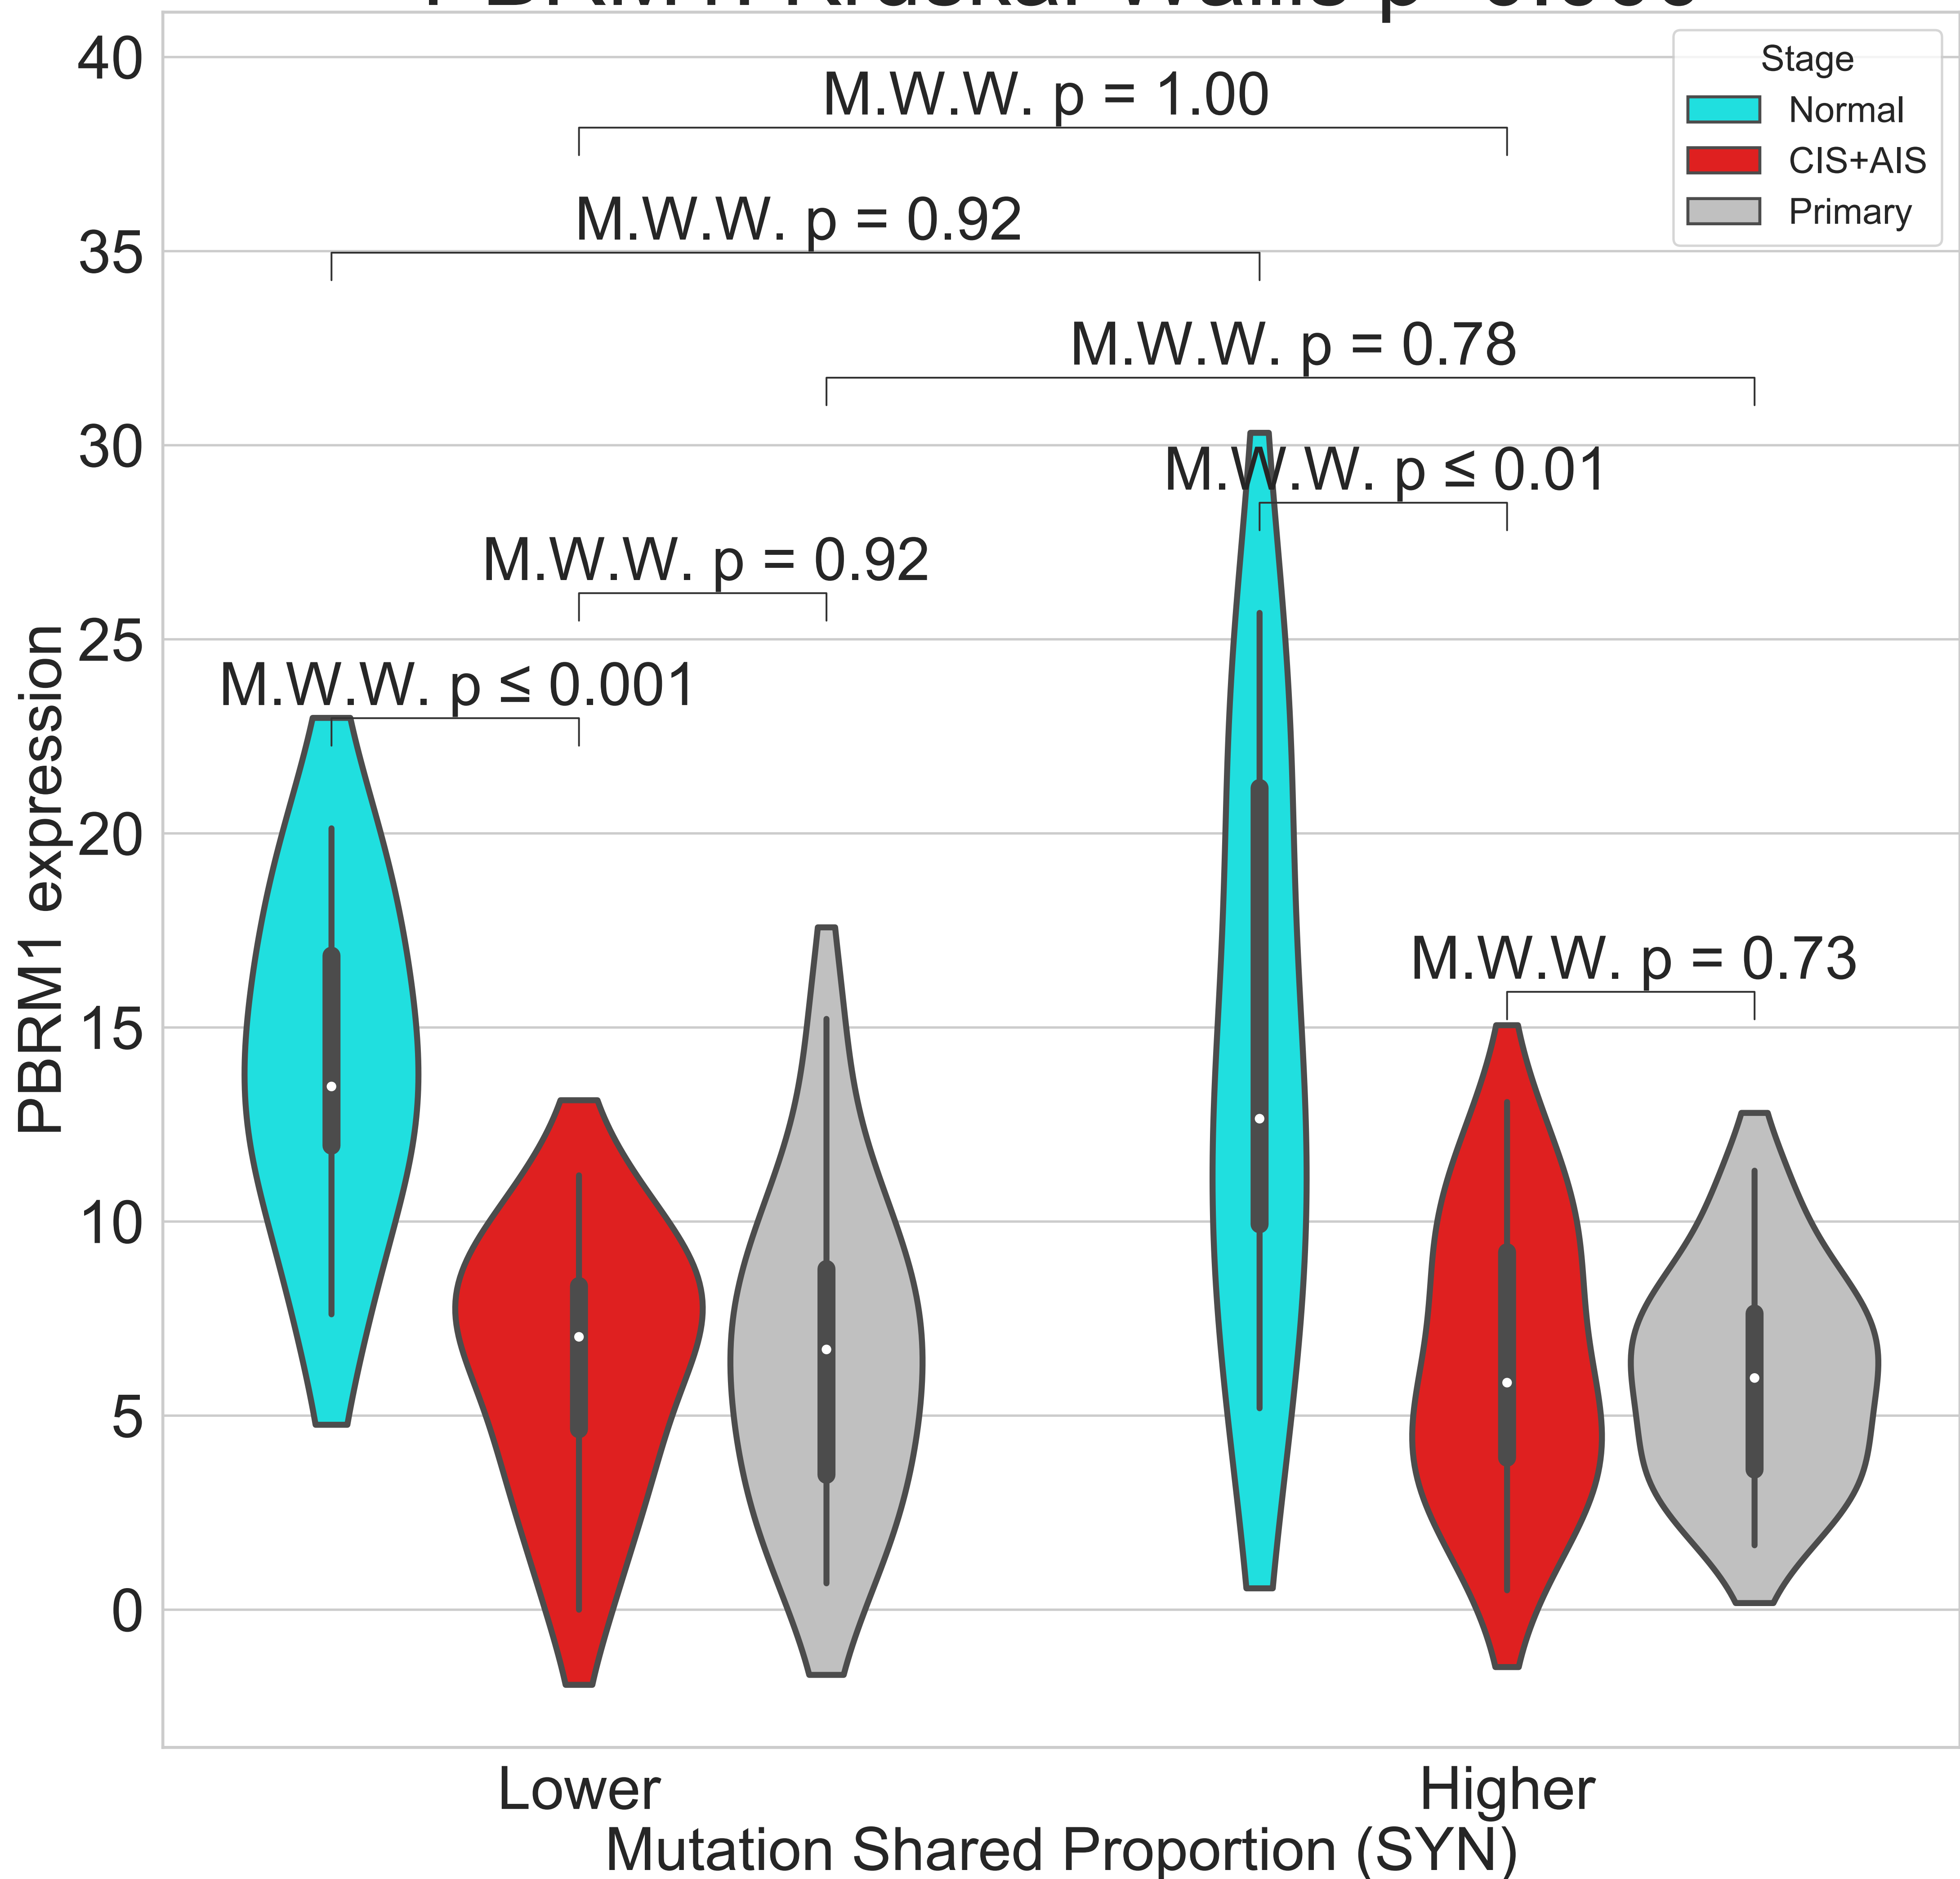 40
35
30
25
20
15
10
5
0
PBRM1 expression
Stage
Normal
CIS+AIS
Primary
M.W.W. p = 1.00
M.W.W. p = 0.92
M.W.W. p = 0.78
M.W.W. p ≤ 0.01
M.W.W. p = 0.92
M.W.W. p ≤ 0.001
M.W.W. p = 0.73
Lower
Higher
Mutation Shared Proportion (SYN)